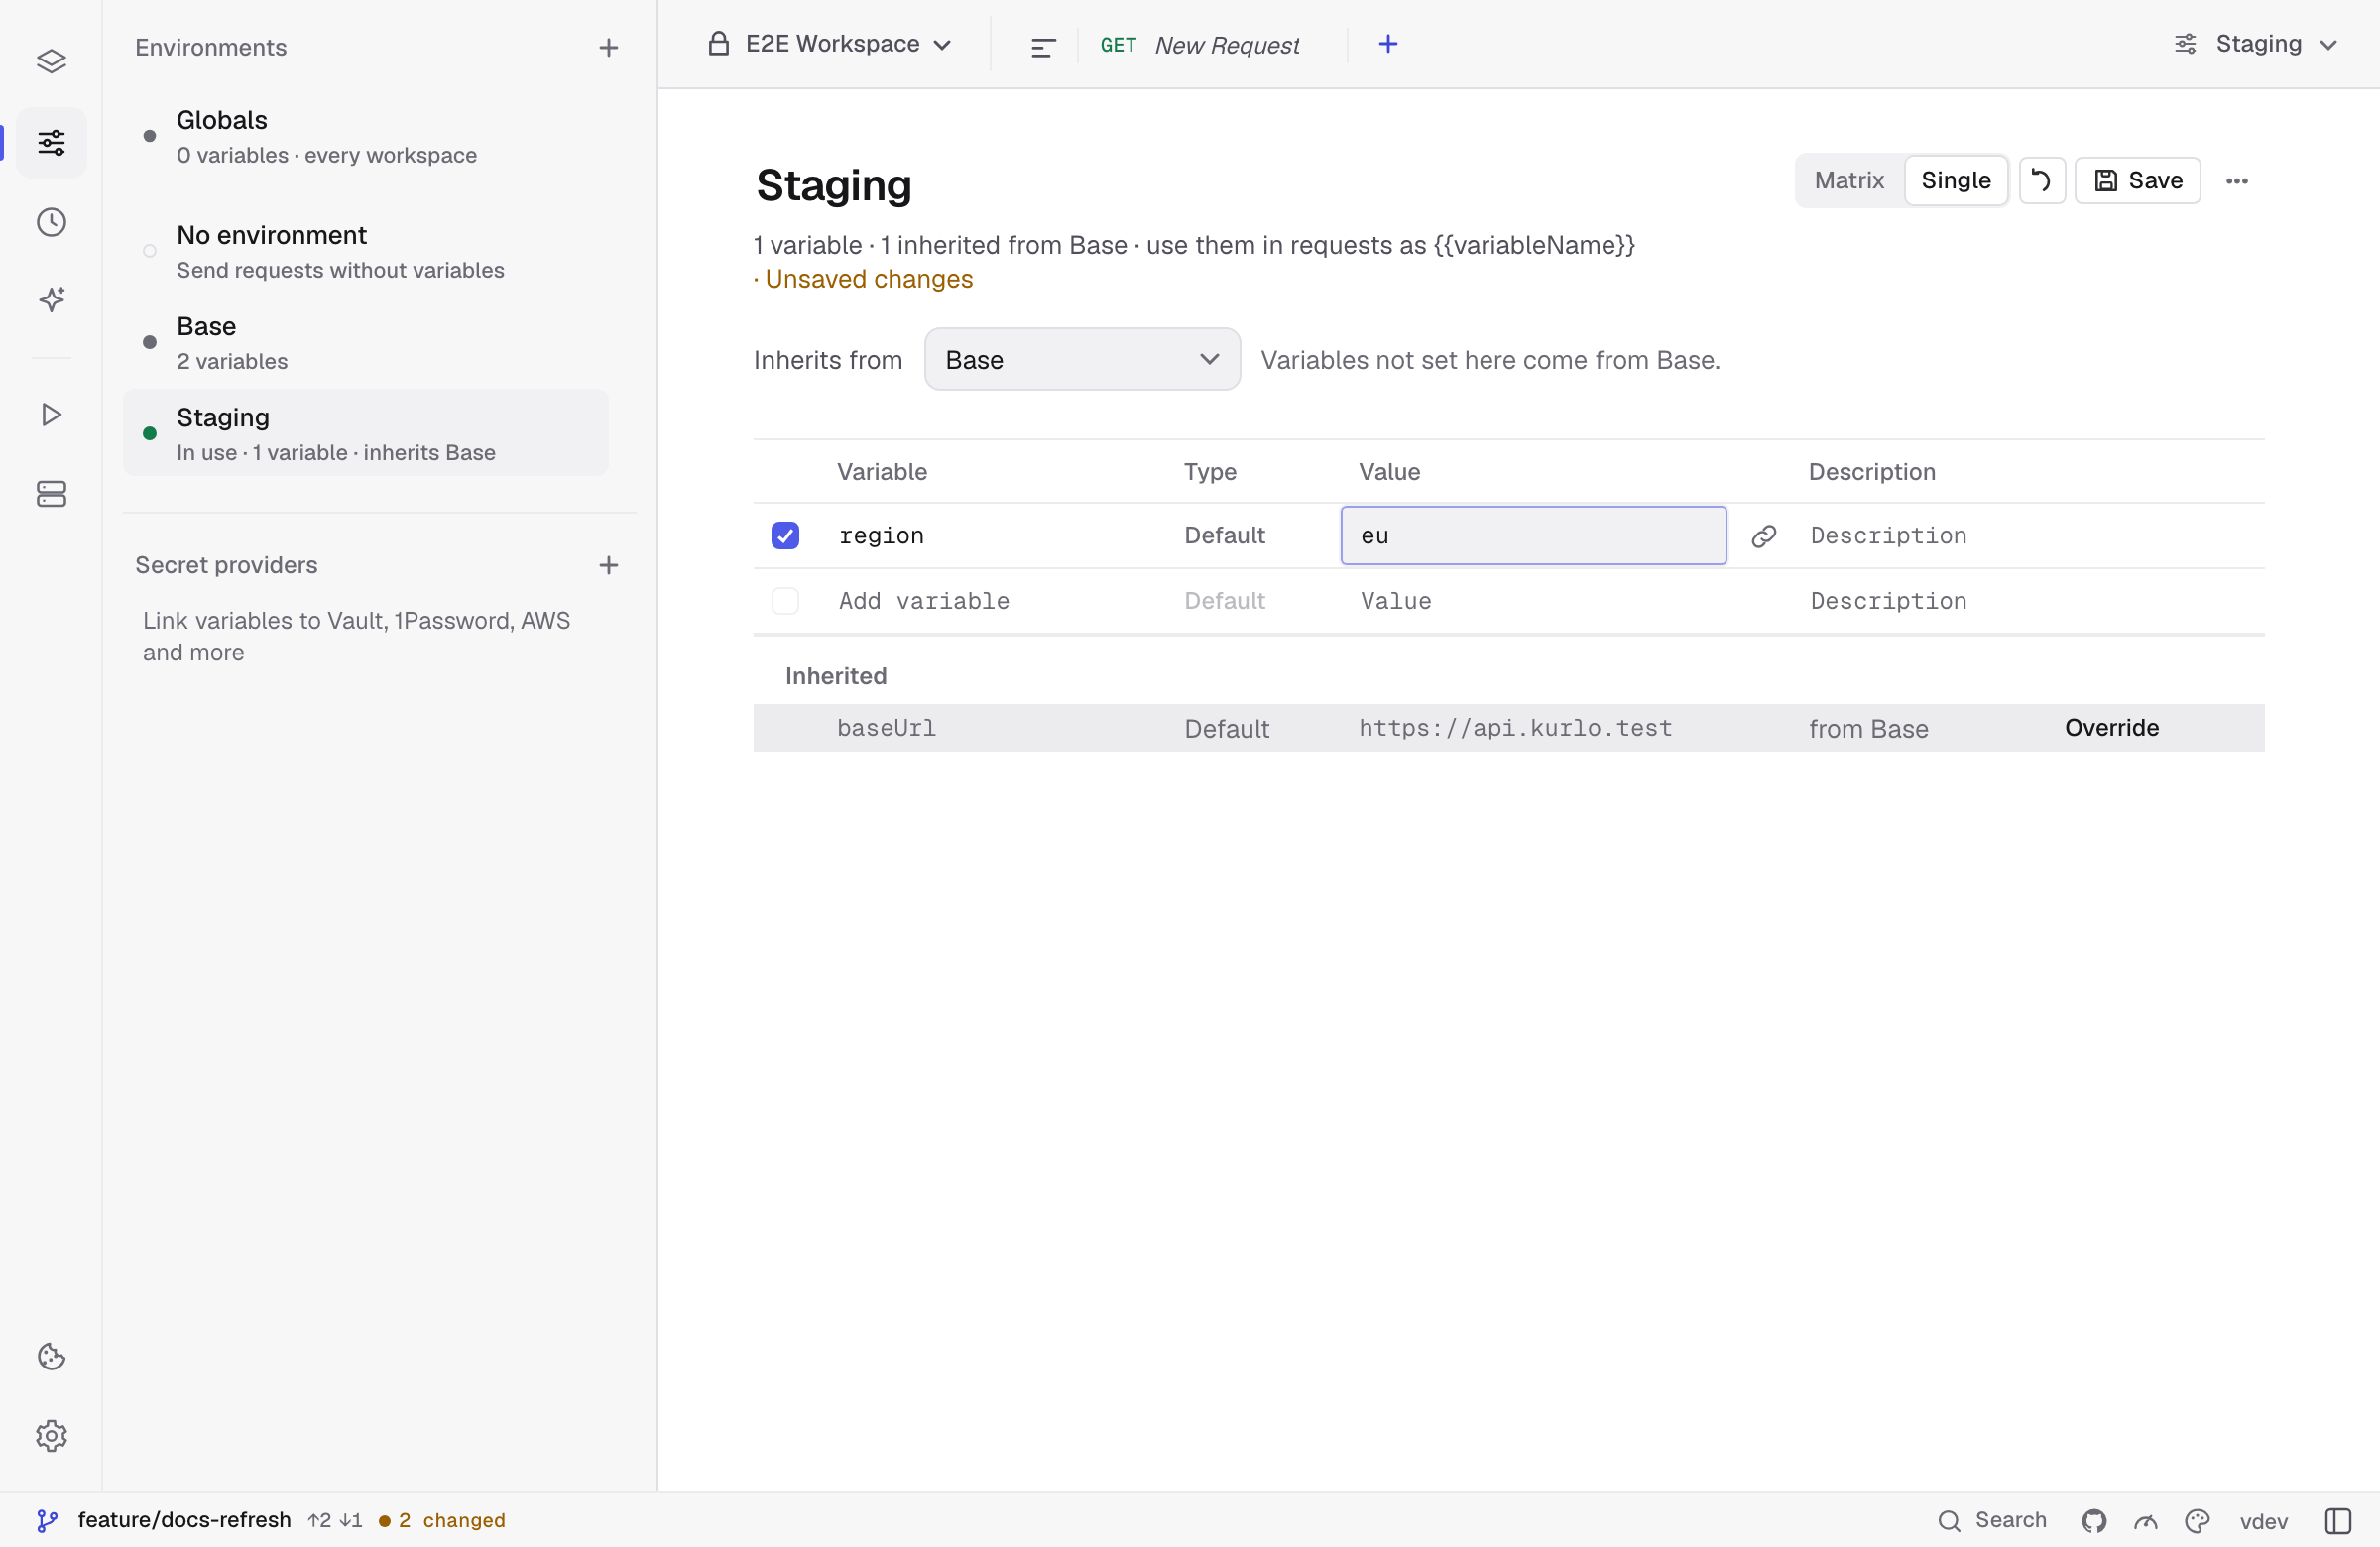 Environments
Globals
0 variables · every workspace
No environment
Send requests without variables
Base
2 variables
Staging
In use · 1 variable · inherits Base
Secret providers
Link variables to Vault, 1Password, AWS
and more
E2E Workspace
GET New Request
Staging
Staging
Matrix Single Save
1 variable · 1 inherited from Base · use them in requests as {{variableName}}
· Unsaved changes
Inherits from Base Variables not set here come from Base.
Variable Type Value Description
region Default eu Description
Add variable Default Value Description
Inherited
baseUrl Default https://api.kurlo.test from Base Override
feature/docs-refresh ↑2 ↓1 2 changed
Search vdev